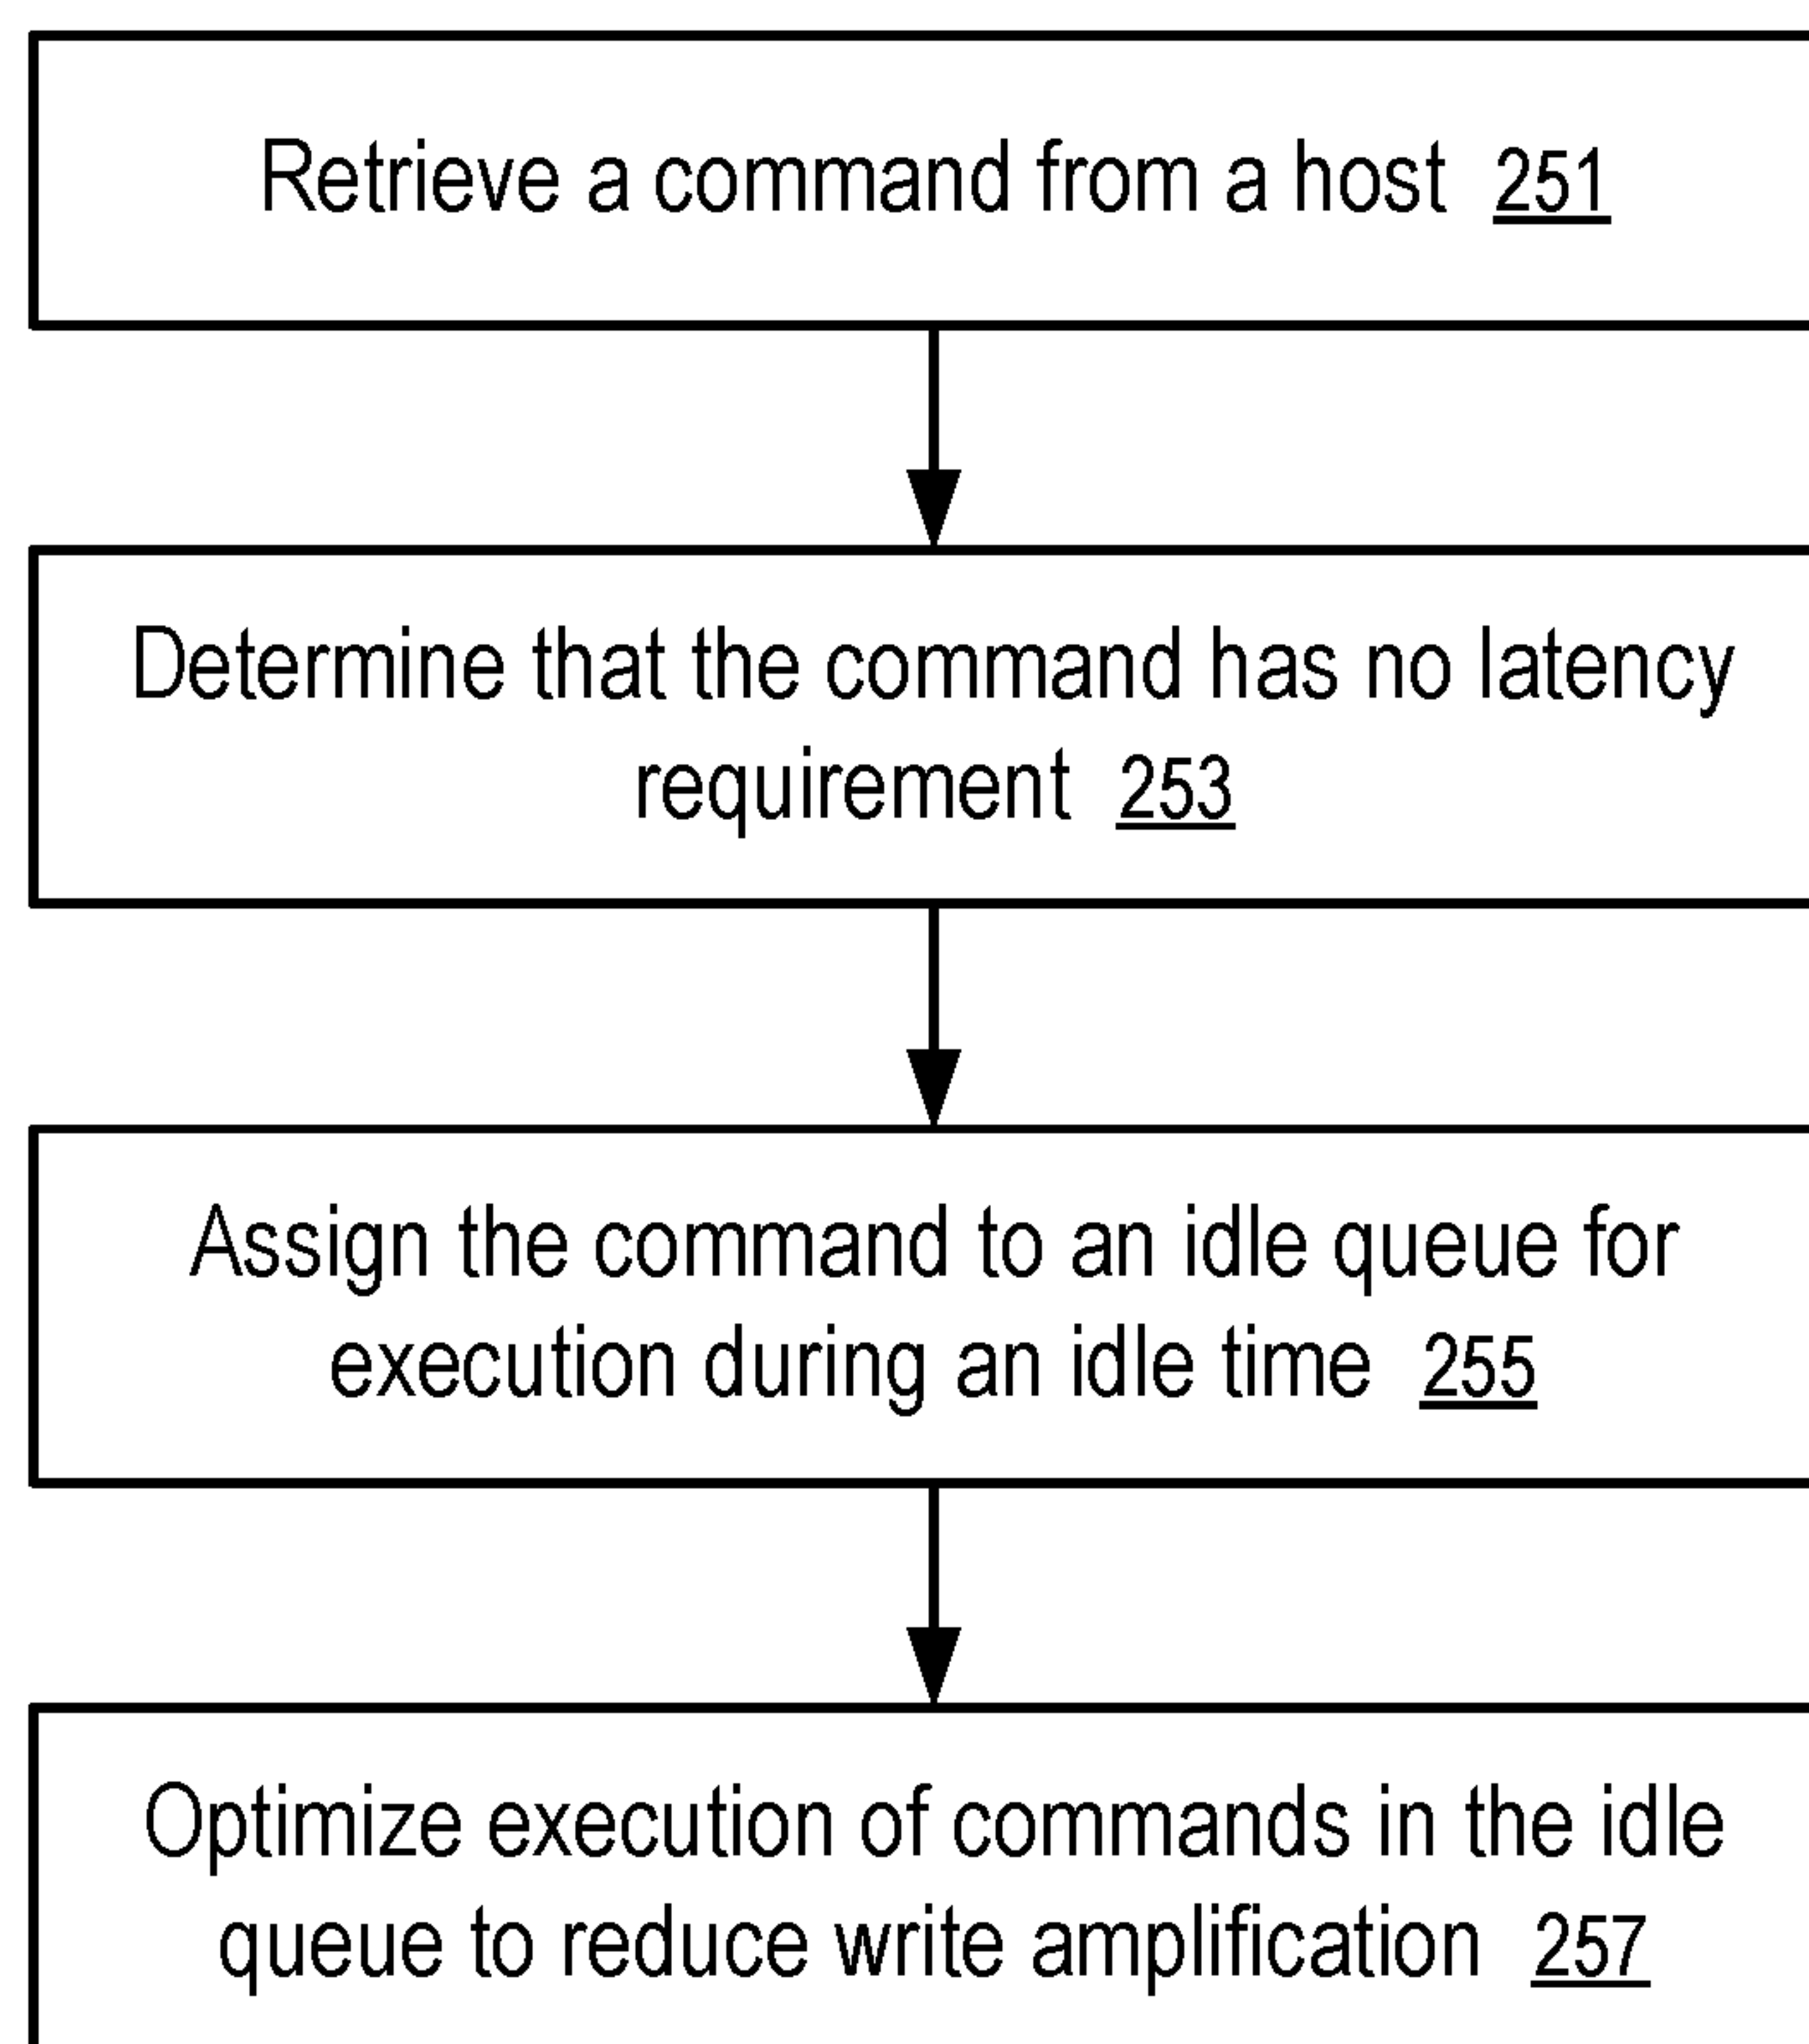 Retrieve a command from a host 251
Determine that the command has no latency
requirement 253
Assign the command to an idle queue for
execution during an idle time 255
Optimize execution of commands in the idle
queue to reduce write amplification 257